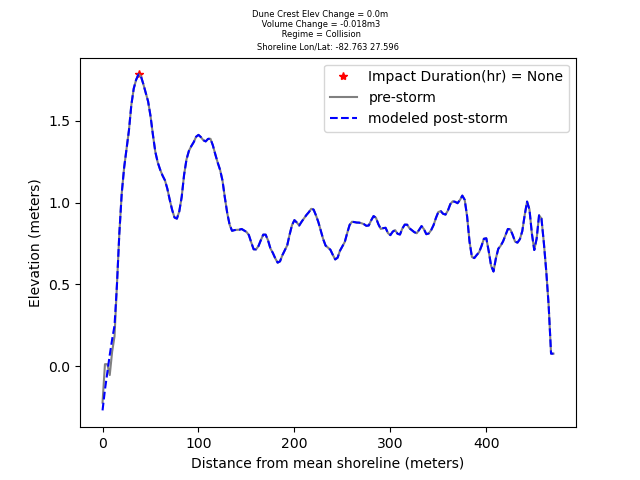 Dune Crest Elev Change = 0.0m
Volume Change = -0.018m3
Regime = Collision
Shoreline Lon/Lat: -82.763 27.596
Impact Duration(hr) = None
pre-storm
modeled post-storm
Elevation (meters)
1.5
1.0
0.5
0.0
0
100
200
300
400
Distance from mean shoreline (meters)